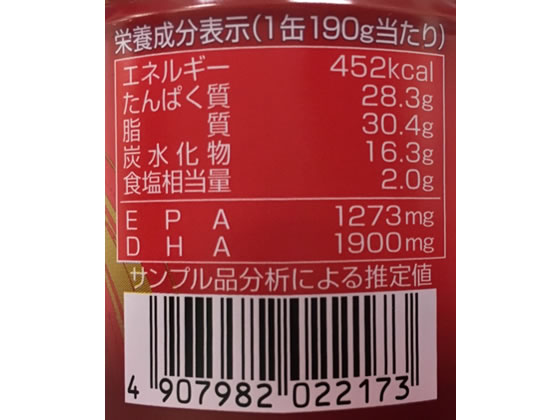 栄養成分表示(1缶190g当たり)
エネルギー 452kcal
たんぱく質 28.3g
脂質 30.4g
炭水化物 16.3g
食塩相当量 2.0g
EPA 1273mg
DHA 1900mg
サンプル品分析による推定値
4 907982 022173